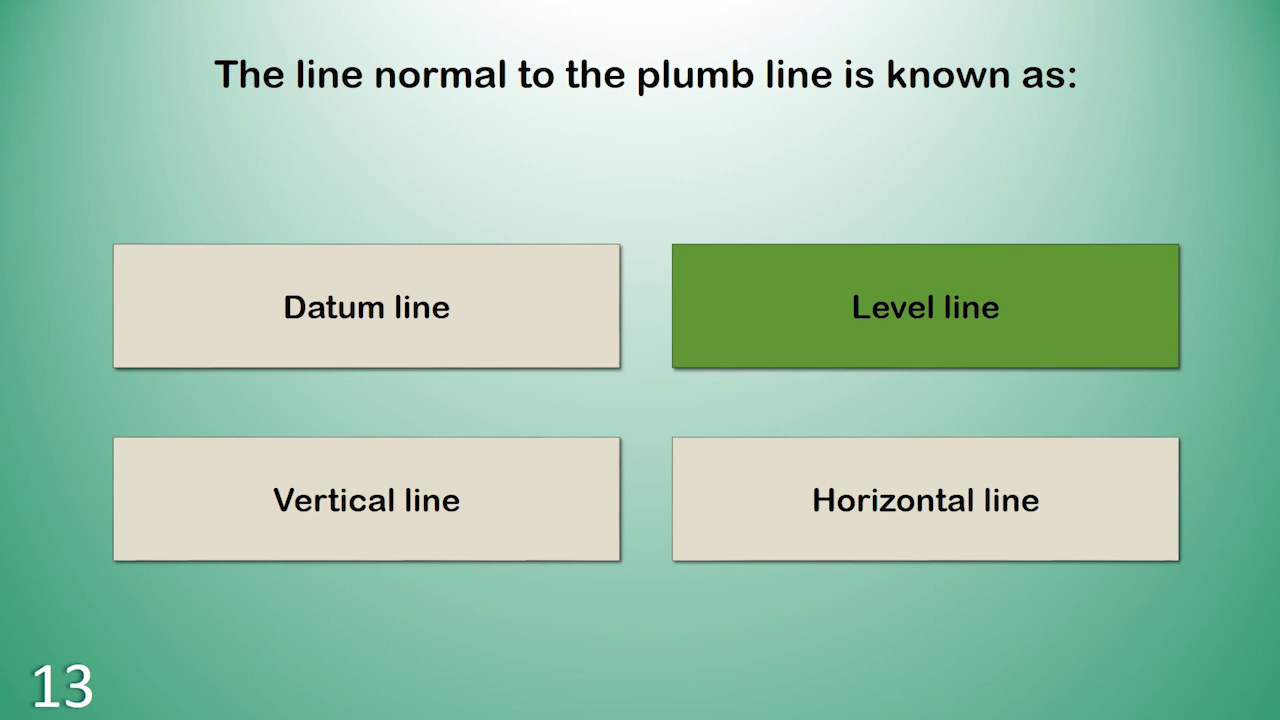 The line normal to the plumb line is known as:
Datum line
Level line
Vertical line
Horizontal line
13